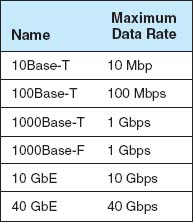 Name Maximum Data Rate
10Base-T 10 Mbp
100Base-T 100 Mbps
1000Base-T 1 Gbps
1000Base-F 1 Gbps
10 GbE 10 Gbps
40 GbE 40 Gbps